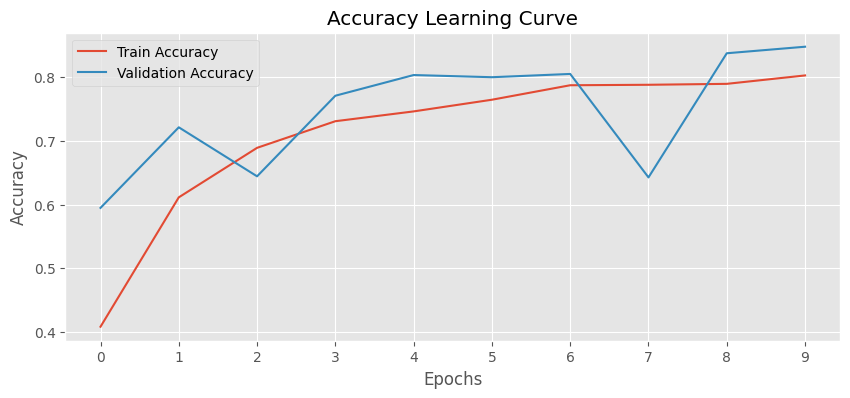 Accuracy Learning Curve
Train Accuracy
Validation Accuracy
0.8
0.7
0.6
0.5
0.4
Accuracy
0 1 2 3 4 5 6 7 8 9
Epochs